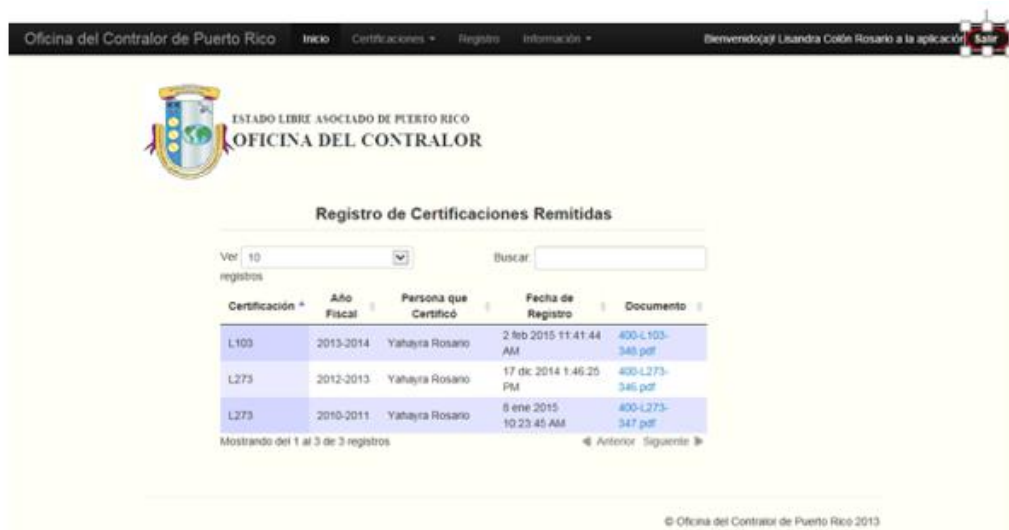 Oficina del Contralor de Puerto Rico Inicio Certificaciones Registro Información Bienvenido(a)! Lisandra Colón Rosario a la aplicación Salir
ESTADO LIBRE ASOCIADO DE PUERTO RICO
OFICINA DEL CONTRALOR
Registro de Certificaciones Remitidas
Ver 10 Buscar:
registros
Certificación Año Fiscal Persona que Certificó Fecha de Registro Documento
L103 2013-2014 Yahayra Rosario 2 feb 2015 11:41:44 AM 400-L103-348.pdf
L273 2012-2013 Yahayra Rosario 17 dic 2014 1:46:25 PM 400-L273-346.pdf
L273 2010-2011 Yahayra Rosario 8 ene 2015 10:23:45 AM 400-L273-347.pdf
Mostrando del 1 al 3 de 3 registros Anterior Siguiente
© Oficina del Contralor de Puerto Rico 2013